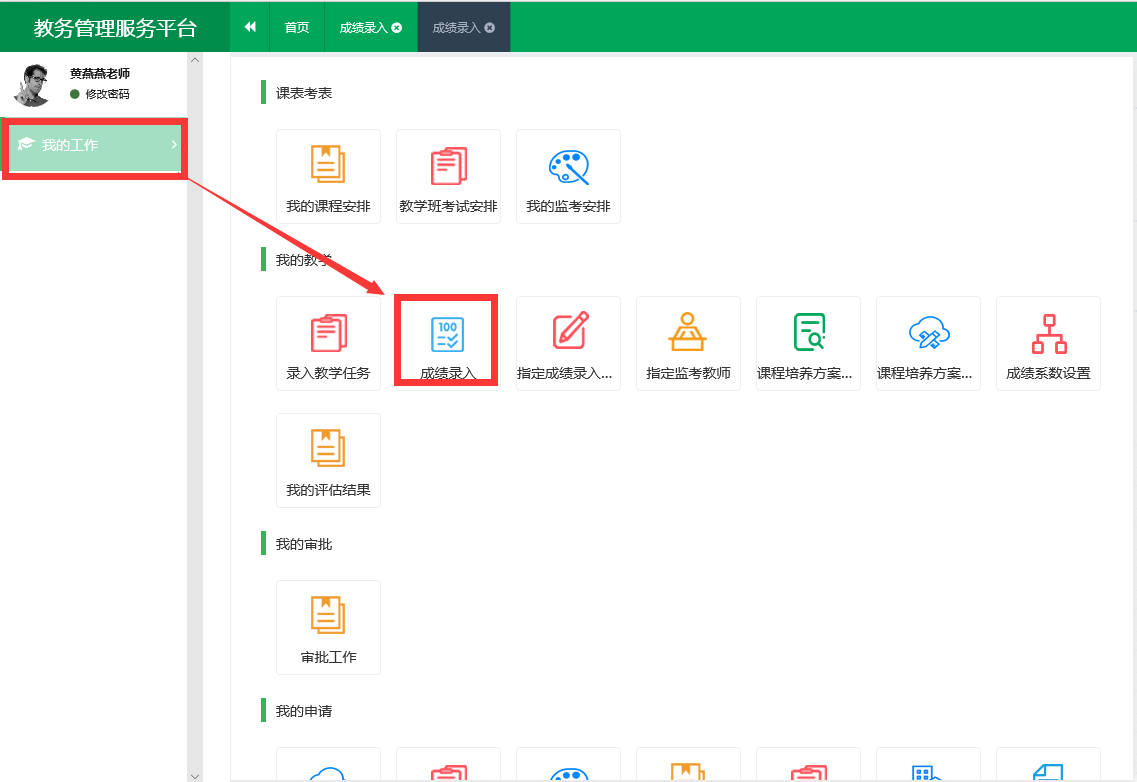 教务管理服务平台
首页
成绩录入
成绩录入
黄燕燕老师
修改密码
我的工作
课表考表
我的课程安排
教学班考试安排
我的监考安排
我的教学
录入教学任务
100
成绩录入
指定成绩录入...
指定监考教师
课程培养方案...
课程培养方案...
成绩系数设置
我的评估结果
我的审批
审批工作
我的申请